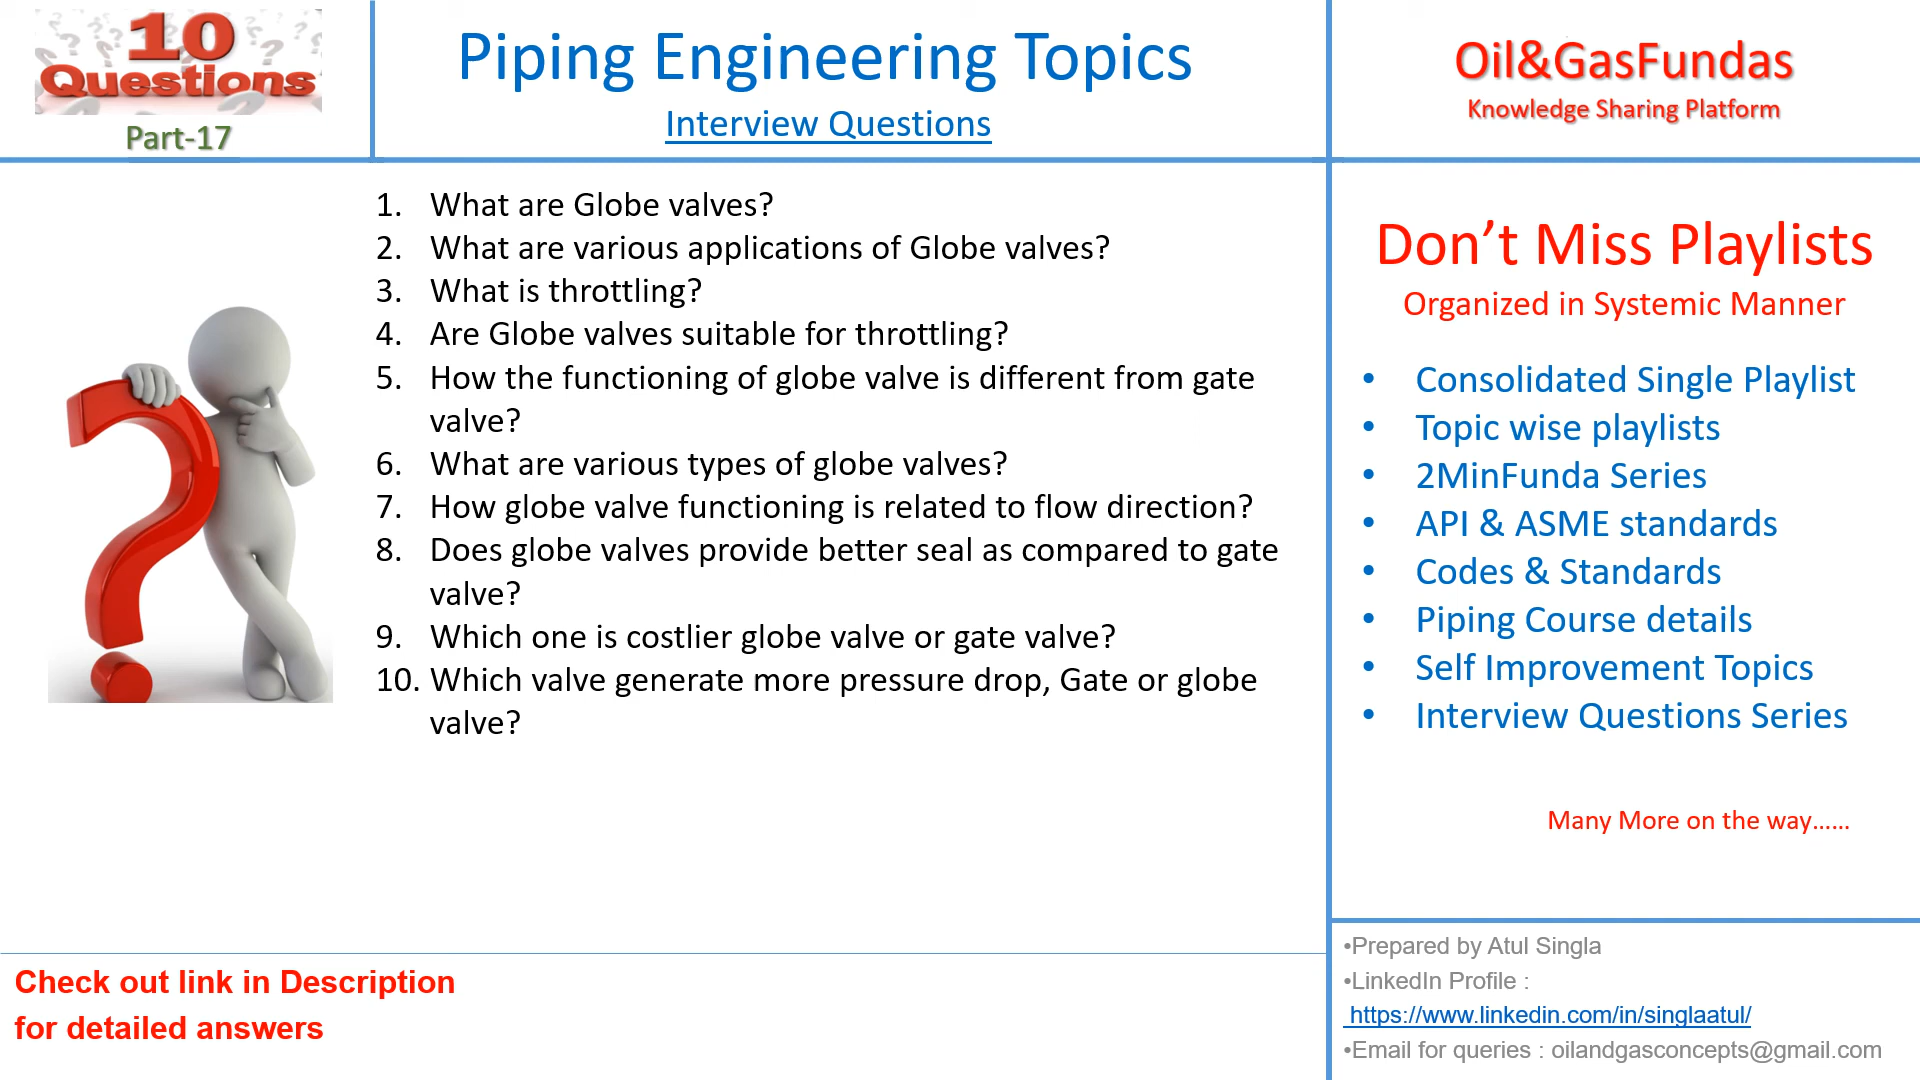 10
Questions
Part-17
Piping Engineering Topics
Interview Questions
Oil&GasFundas
Knowledge Sharing Platform
1. What are Globe valves?
2. What are various applications of Globe valves?
3. What is throttling?
4. Are Globe valves suitable for throttling?
5. How the functioning of globe valve is different from gate
valve?
6. What are various types of globe valves?
7. How globe valve functioning is related to flow direction?
8. Does globe valves provide better seal as compared to gate
valve?
9. Which one is costlier globe valve or gate valve?
10. Which valve generate more pressure drop, Gate or globe
valve?
Don’t Miss Playlists
Organized in Systemic Manner
• Consolidated Single Playlist
• Topic wise playlists
• 2MinFunda Series
• API & ASME standards
• Codes & Standards
• Piping Course details
• Self Improvement Topics
• Interview Questions Series
Many More on the way......
Check out link in Description
for detailed answers
•Prepared by Atul Singla
•LinkedIn Profile :
https://www.linkedin.com/in/singlaatul/
•Email for queries : oilandgasconcepts@gmail.com